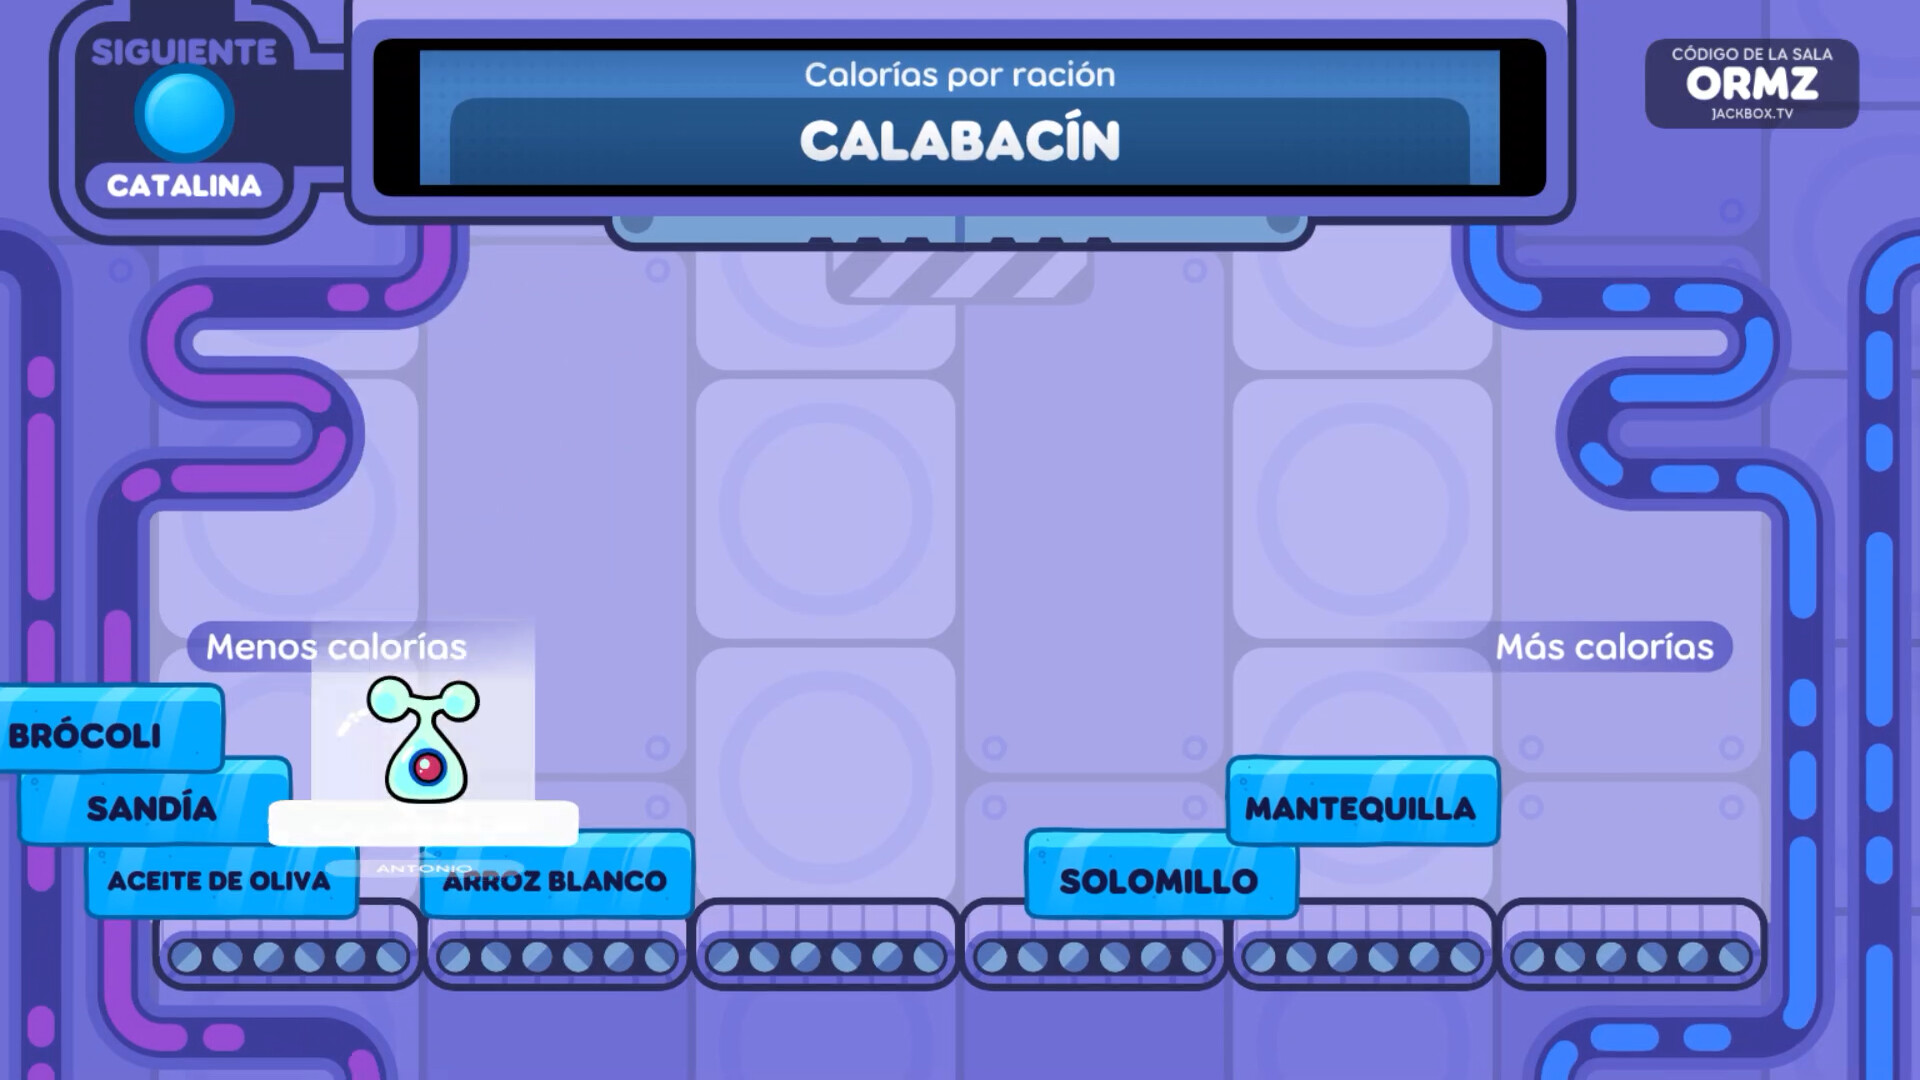 SIGUIENTE
CATALINA
Calorías por ración
CALABACÍN
CÓDIGO DE LA SALA
ORMZ
JACKBOX.TV
Menos calorías
Más calorías
BRÓCOLI
SANDÍA
MANTEQUILLA
ANTONIO
ACEITE DE OLIVA
ARROZ BLANCO
SOLOMILLO